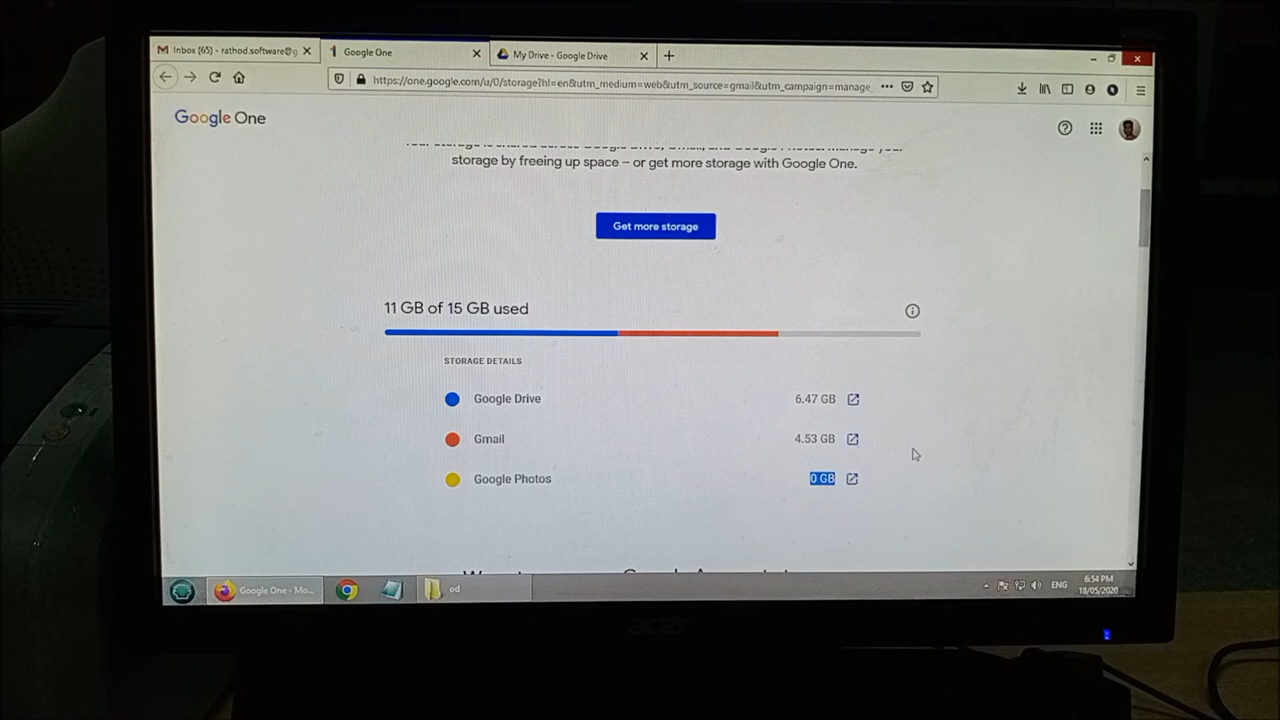 Inbox (65) - rathod.software@g
Google One
My Drive - Google Drive
https://one.google.com/u/0/storage?hl=en&utm_medium=web&utm_source=gmail&utm_campaign=manage_
Google One
storage by freeing up space – or get more storage with Google One.
Get more storage
11 GB of 15 GB used
STORAGE DETAILS
Google Drive 6.47 GB
Gmail 4.53 GB
Google Photos 0 GB
Google One - Mo...
od
ENG
6:54 PM
18/05/2020
acer